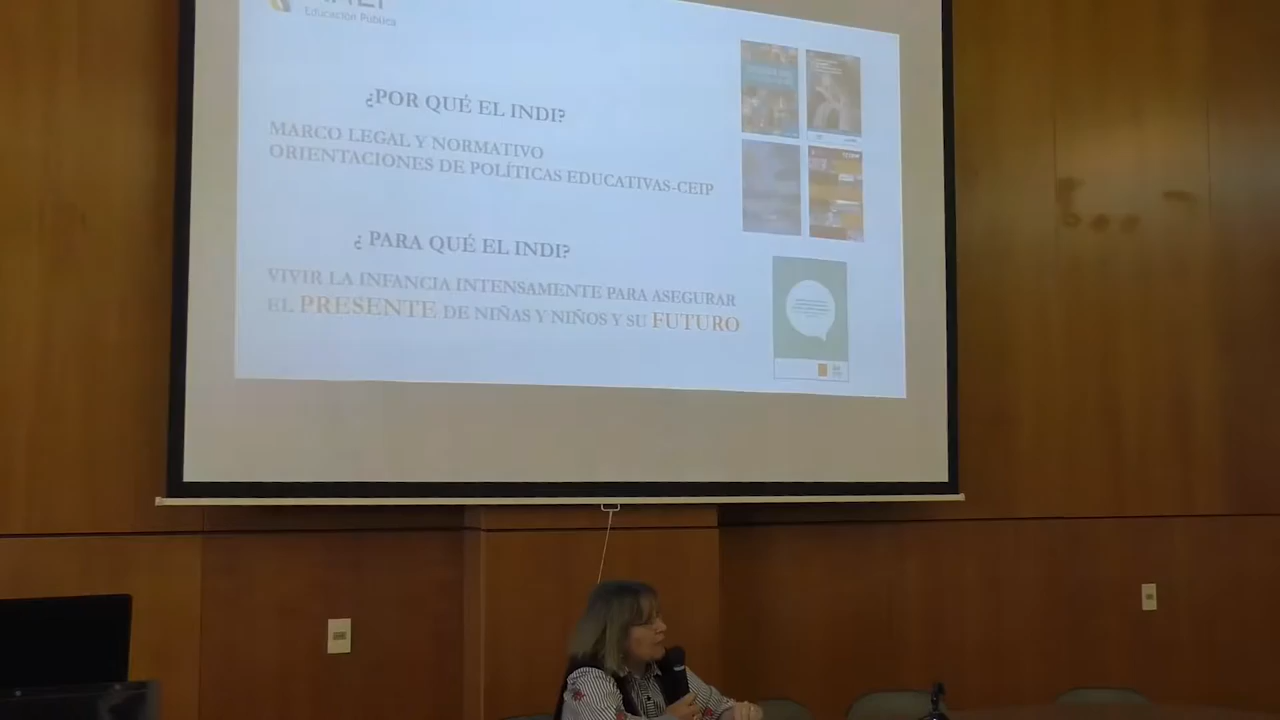 Educación Pública
¿POR QUÉ EL INDI?
MARCO LEGAL Y NORMATIVO
ORIENTACIONES DE POLÍTICAS EDUCATIVAS-CEIP
¿ PARA QUÉ EL INDI?
VIVIR LA INFANCIA INTENSAMENTE PARA ASEGURAR
EL PRESENTE DE NIÑAS Y NIÑOS Y SU FUTURO